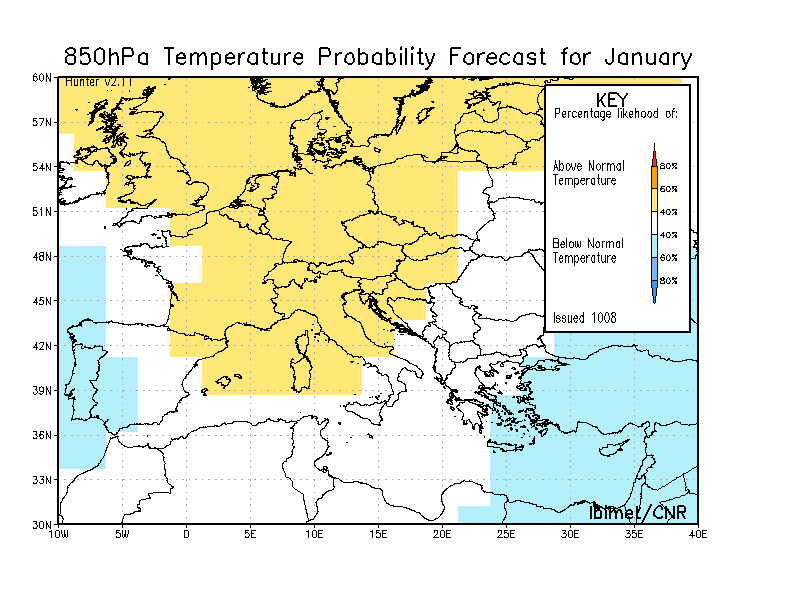 850hPa Temperature Probability Forecast for January
Hunter v2.11
60N
57N
54N
51N
48N
45N
42N
39N
36N
33N
30N
10W 5W 0 5E 10E 15E 20E 25E 30E 35E 40E
KEY
Percentage likehood of:
Above Normal
Temperature
80%
60%
40%
Below Normal
Temperature
40%
60%
80%
Issued 1008
Ibimet/CNR